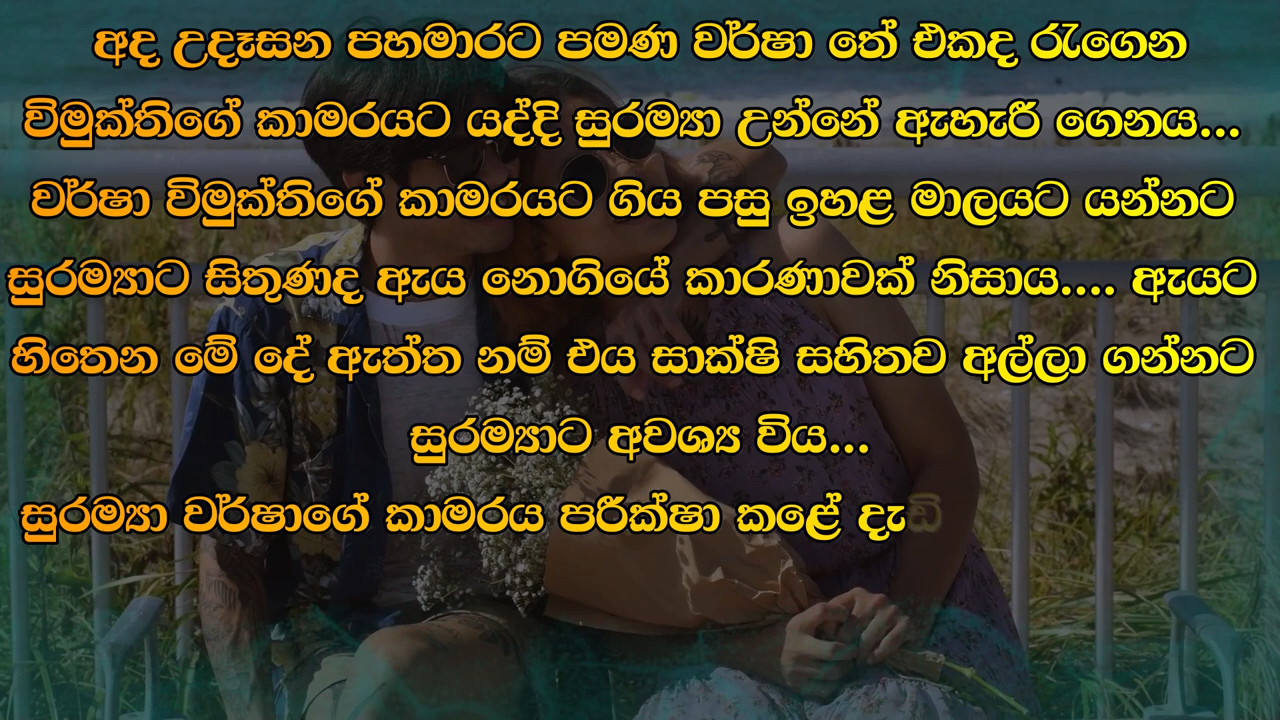 අද උදෑසන පහමාරට පමණ වර්ෂා තේ එකද රැගෙන
විමුක්තිගේ කාමරයට යද්දි සුරම්‍යා උන්නේ ඇහැරී ගෙනය...
වර්ෂා විමුක්තිගේ කාමරයට ගිය පසු ඉහළ මාලයට යන්නට
සුරම්‍යාට සිතුණද ඇය නොගියේ කාරණාවක් නිසාය.... ඇයට
හිතෙන මේ දේ ඇත්ත නම් එය සාක්ෂි සහිතව අල්ලා ගන්නට
සුරම්‍යාට අවශ්‍ය විය...
සුරම්‍යා වර්ෂාගේ කාමරය පරීක්ෂා කළේ දැඩි